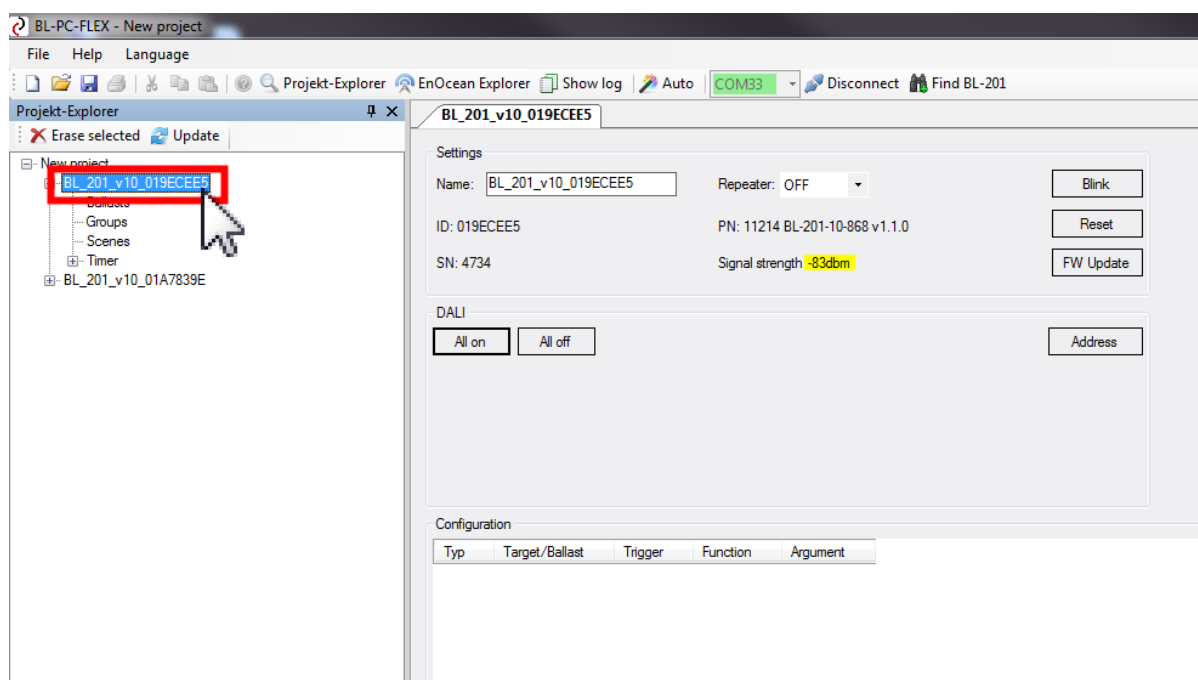 BL-PC-FLEX - New project
File Help Language
Projekt-Explorer EnOcean Explorer Show log Auto COM33 Disconnect Find BL-201
Projekt-Explorer
Erase selected Update
New project
BL_201_v10_019ECEE5
Ballasts
Groups
Scenes
Timer
BL_201_v10_01A7839E
BL_201_v10_019ECEE5
Settings
Name: BL_201_v10_019ECEE5 Repeater: OFF Blink
ID: 019ECEE5 PN: 11214 BL-201-10-868 v1.1.0 Reset
SN: 4734 Signal strength -83dbm FW Update
DALI
All on All off Address
Configuration
Typ Target/Ballast Trigger Function Argument